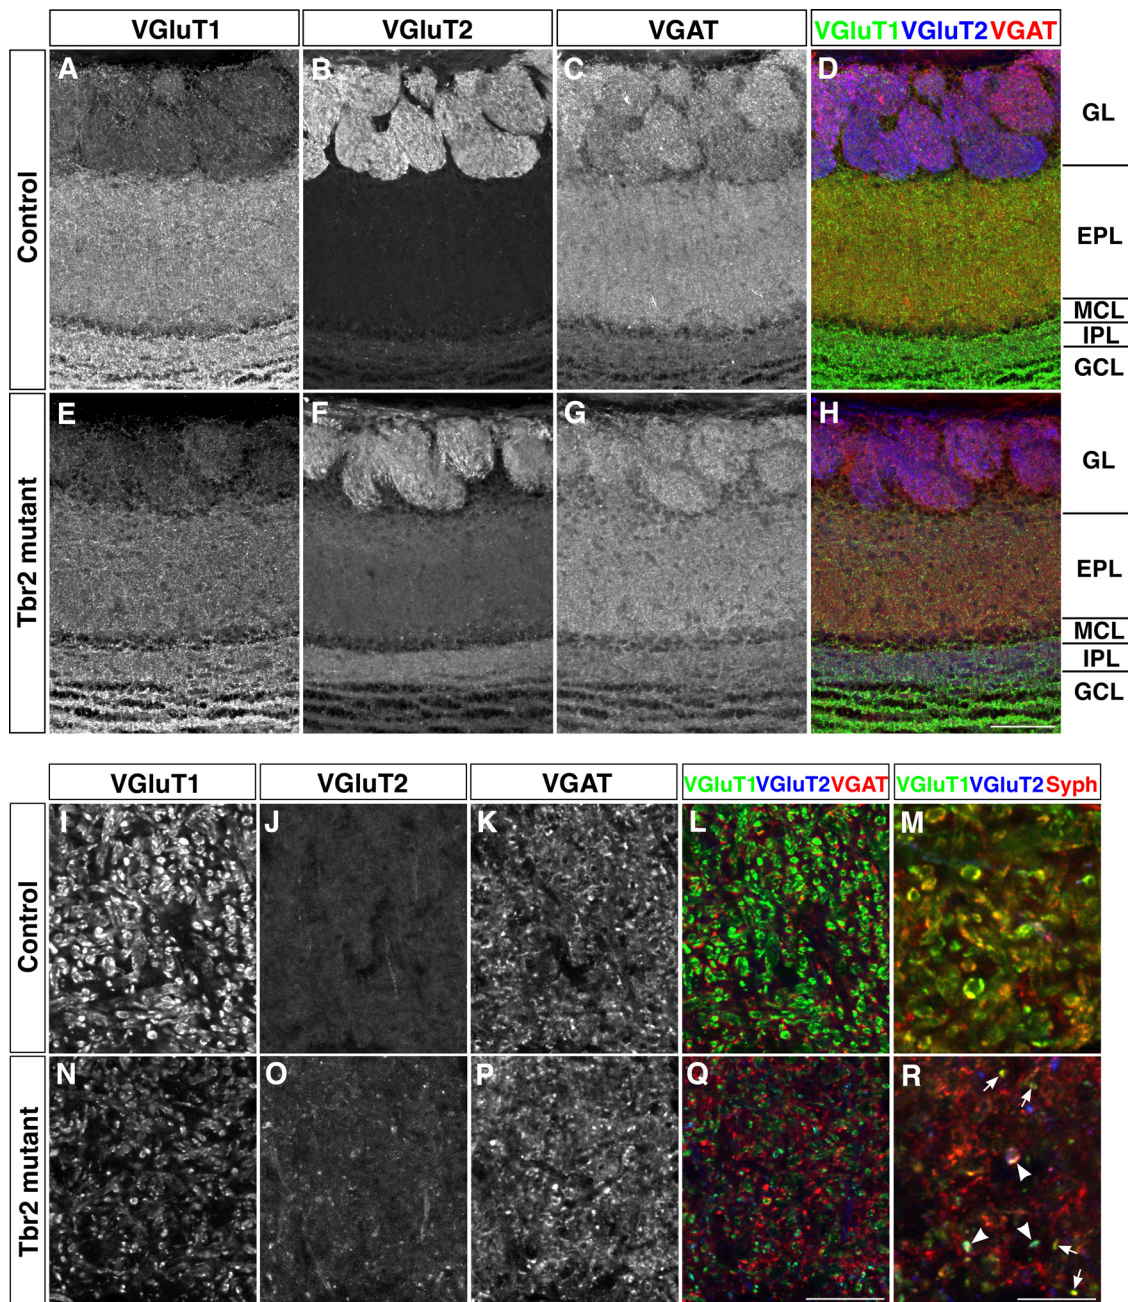 VGluT1 VGluT2 VGAT VGluT1VGluT2VGAT
Control
A B C D
GL
EPL
MCL
IPL
GCL
Tbr2 mutant
E F G H
GL
EPL
MCL
IPL
GCL
VGluT1 VGluT2 VGAT VGluT1VGluT2VGAT VGluT1VGluT2Syph
Control
I J K L M
Tbr2 mutant
N O P Q R